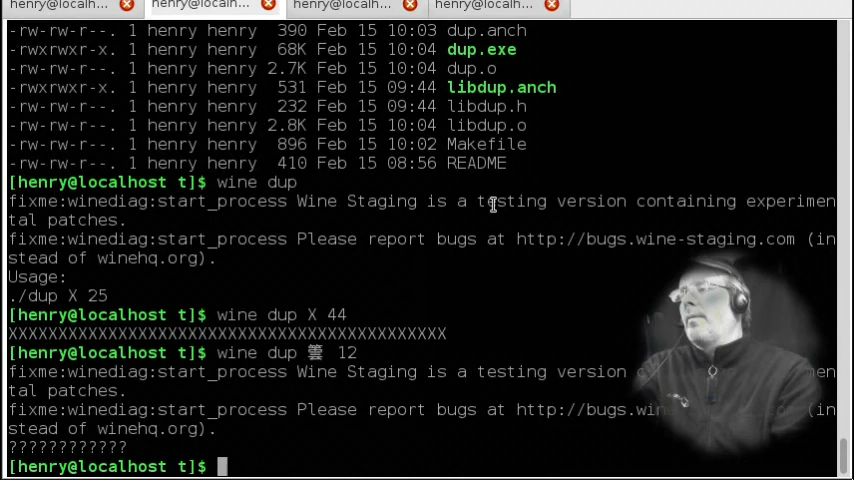 henry@localh... henry@localh... henry@localh... henry@localh...
-rw-rw-r--. 1 henry henry 390 Feb 15 10:03 dup.anch
-rwxrwxr-x. 1 henry henry 68K Feb 15 10:04 dup.exe
-rw-rw-r--. 1 henry henry 2.7K Feb 15 10:04 dup.o
-rwxrwxr-x. 1 henry henry 531 Feb 15 09:44 libdup.anch
-rw-rw-r--. 1 henry henry 232 Feb 15 09:44 libdup.h
-rw-rw-r--. 1 henry henry 2.8K Feb 15 10:04 libdup.o
-rw-rw-r--. 1 henry henry 896 Feb 15 10:02 Makefile
-rw-rw-r--. 1 henry henry 410 Feb 15 08:56 README
[henry@localhost t]$ wine dup
fixme:winediag:start_process Wine Staging is a testing version containing experimen
tal patches.
fixme:winediag:start_process Please report bugs at http://bugs.wine-staging.com (in
stead of winehq.org).
Usage:
./dup X 25
[henry@localhost t]$ wine dup X 44
XXXXXXXXXXXXXXXXXXXXXXXXXXXXXXXXXXXXXXXXXXXX
[henry@localhost t]$ wine dup 12
fixme:winediag:start_process Wine Staging is a testing version men
tal patches.
fixme:winediag:start_process Please report bugs at http://bugs.win (in
stead of winehq.org).
????????????
[henry@localhost t]$